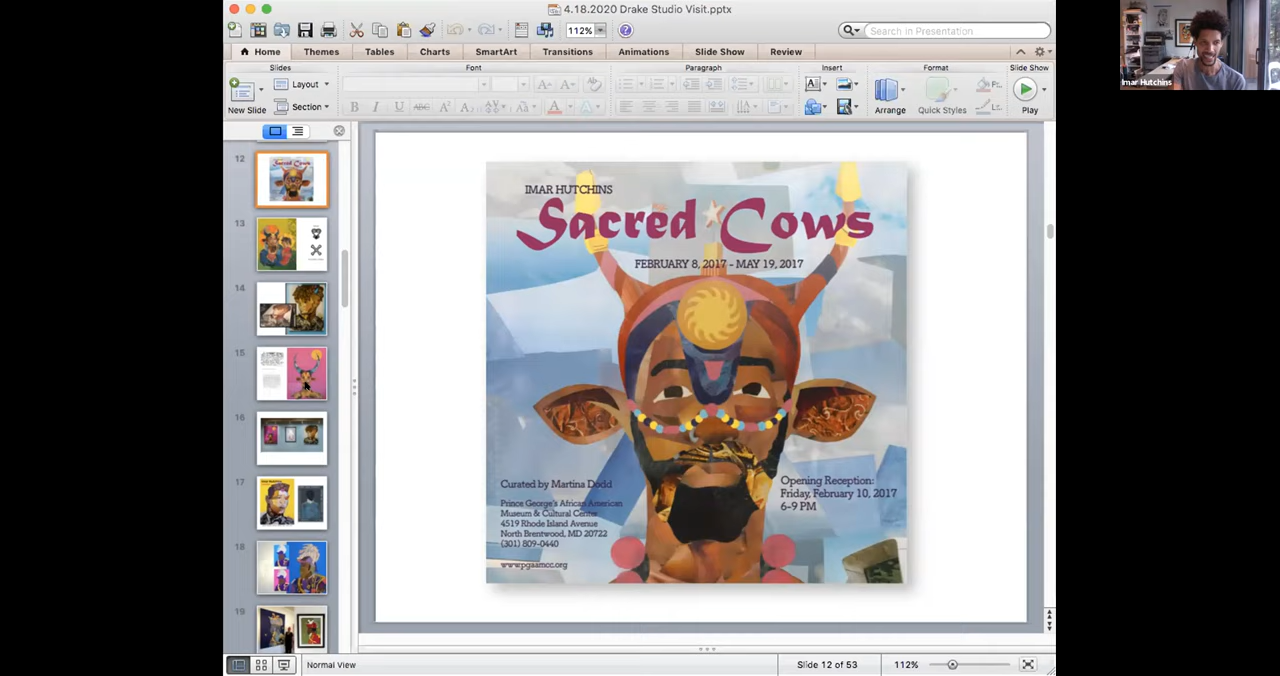 4.18.2020 Drake Studio Visit.pptx
112%
Search in Presentation
Home
Themes
Tables
Charts
SmartArt
Transitions
Animations
Slide Show
Review
Slides
Font
Paragraph
Insert
Format
Slide Show
New Slide
Layout
Section
Arrange
Quick Styles
Play
Imar Hutchins
12
13
14
15
16
17
18
19
IMAR HUTCHINS
Sacred Cows
FEBRUARY 8, 2017 - MAY 19, 2017
Curated by Martina Dodd
Prince George's African American
Museum & Cultural Center
4519 Rhode Island Avenue
North Brentwood, MD 20722
(301) 809-0440
www.pgaamcc.org
Opening Reception:
Friday, February 10, 2017
6-9 PM
Normal View
Slide 12 of 53
112%